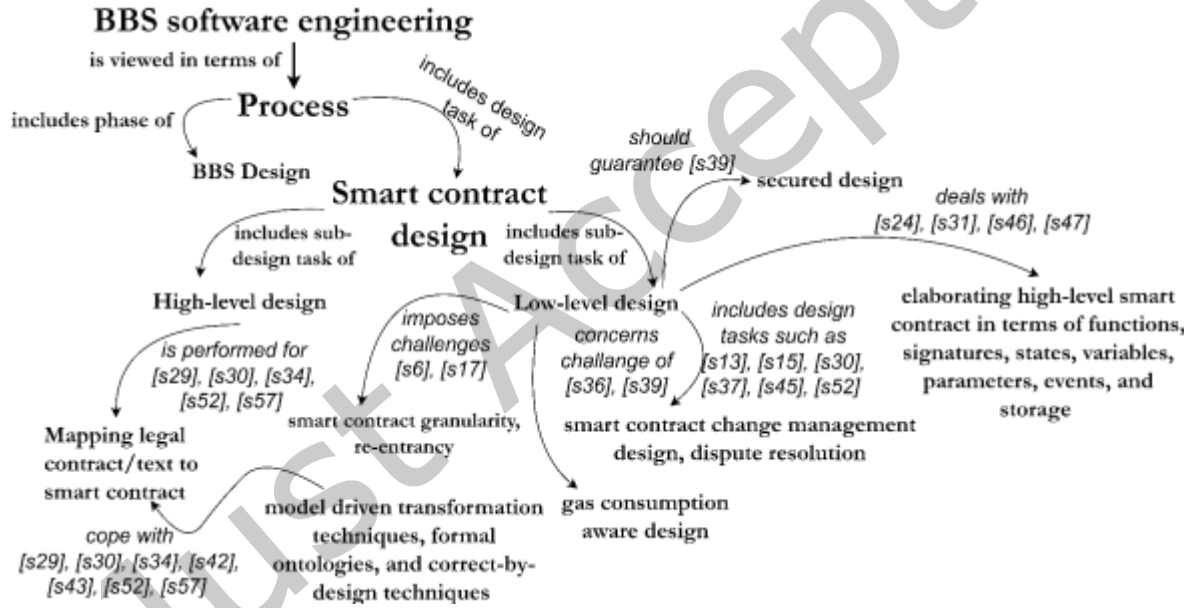 BBS software engineering
is viewed in terms of
Process
includes design
task of
includes phase of
BBS Design
Smart contract
design
should
guarantee [s39]
secured design
deals with
[s24], [s31], [s46], [s47]
includes sub-
design task of
includes sub-
design task of
High-level design
Low-level design
elaborating high-level smart
contract in terms of functions,
signatures, states, variables,
parameters, events, and
storage
is performed for
[s29], [s30], [s34],
[s52], [s57]
imposes
challenges
[s6], [s17]
concerns
challange of
[s36], [s39]
includes design
tasks such as
[s13], [s15], [s30],
[s37], [s45], [s52]
Mapping legal
contract/text to
smart contract
smart contract granularity,
re-entrancy
smart contract change management
design, dispute resolution
gas consumption
aware design
cope with
[s29], [s30], [s34], [s42],
[s43], [s52], [s57]
model driven transformation
techniques, formal
ontologies, and correct-by-
design techniques
Just Accept